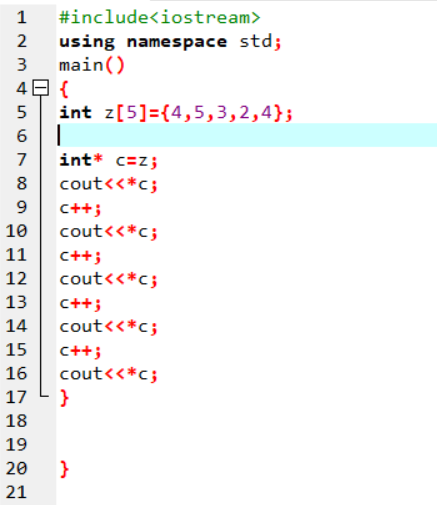 1 #include<iostream>
2 using namespace std;
3 main()
4 {
5 int z[5]={4,5,3,2,4};
6
7 int* c=z;
8 cout<<*c;
9 c++;
10 cout<<*c;
11 c++;
12 cout<<*c;
13 c++;
14 cout<<*c;
15 c++;
16 cout<<*c;
17 }
18
19
20 }
21